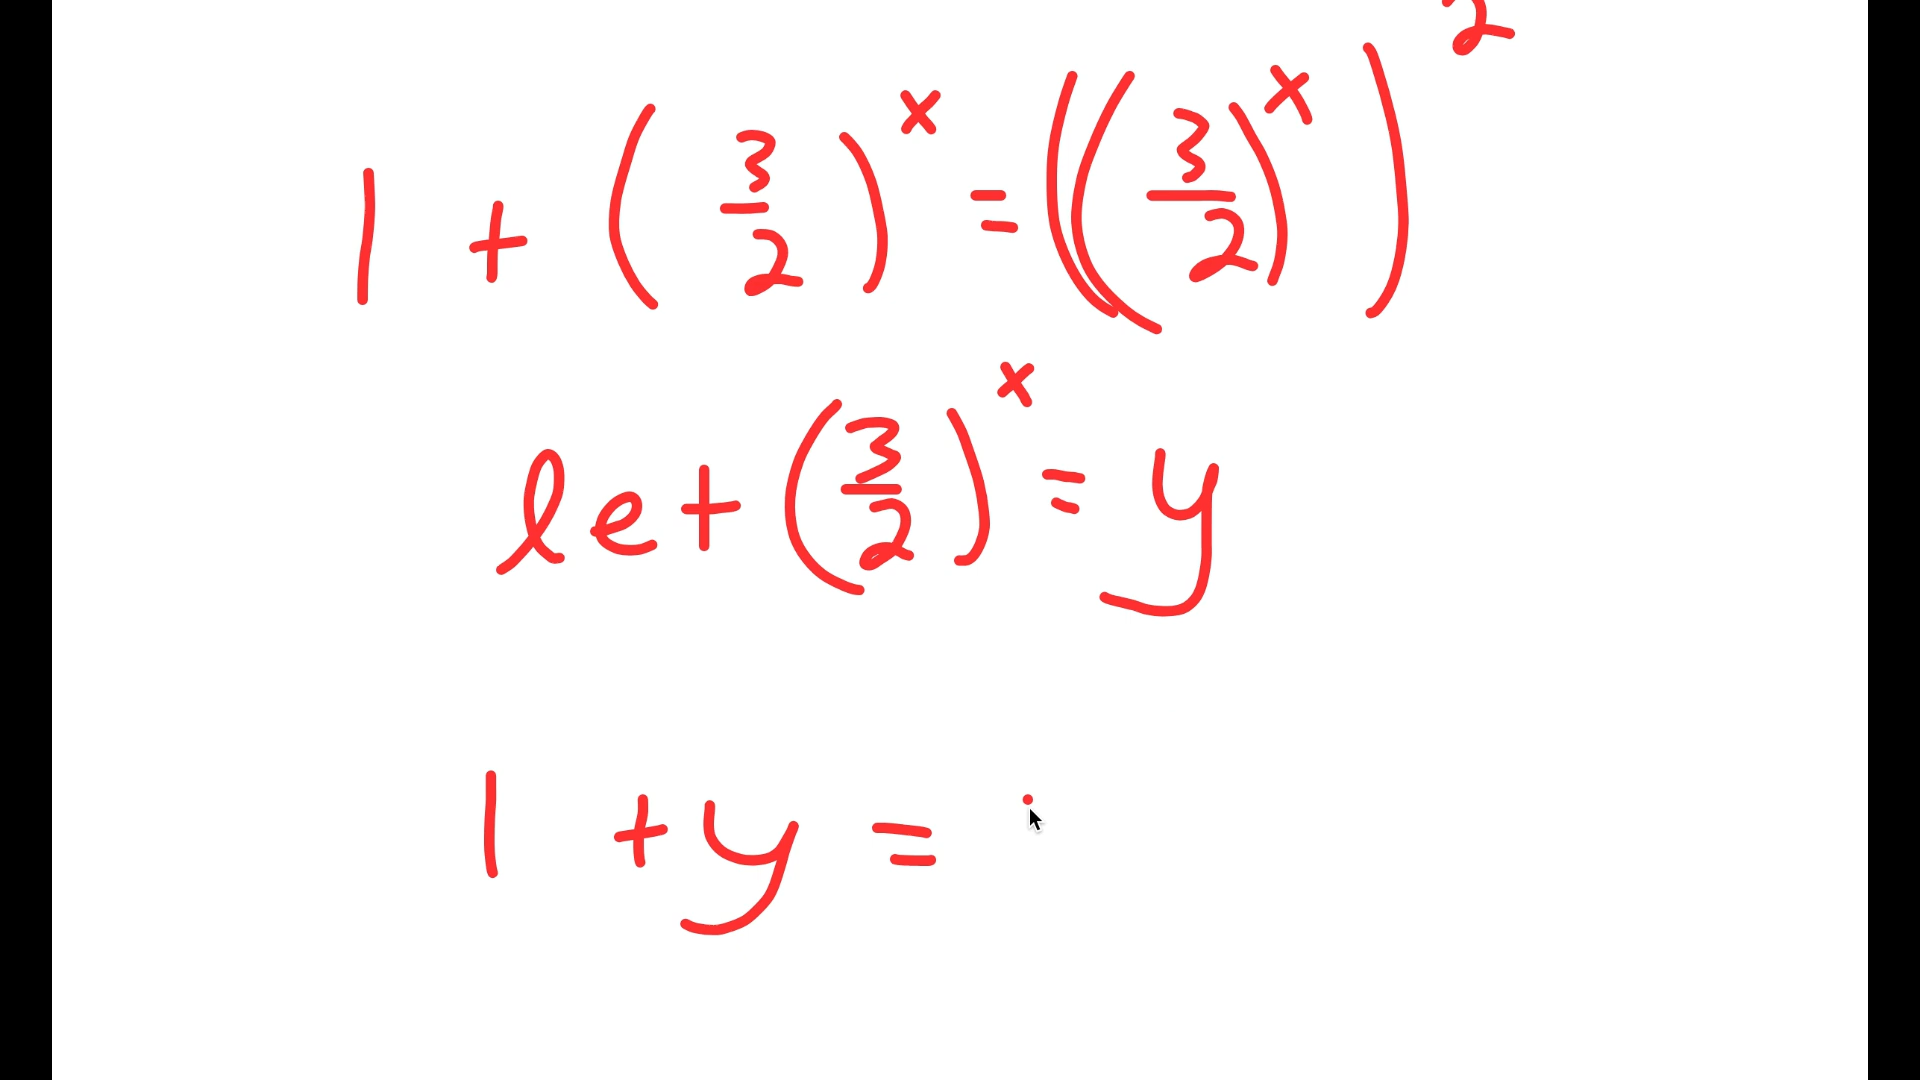 1 + (3/2)^x = ((3/2)^x)^2
let (3/2)^x = y
1 + y =